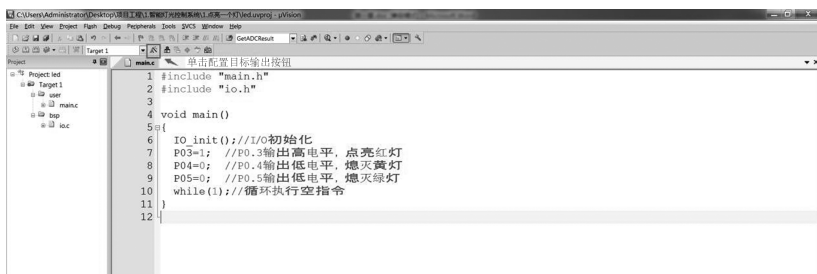 C:\Users\Administrator\Desktop\项目工程\1.智能灯光控制系统\1.点亮一个灯\led.uvproj - µVision
File Edit View Project Flash Debug Peripherals Tools SVCS Window Help
GetADCResult
Target 1
Project
main.c
单击配置目标输出按钮
Project: led
Target 1
user
main.c
bsp
io.c
1 #include "main.h"
2 #include "io.h"
3
4 void main()
5 {
6 IO_init();//I/O初始化
7 P03=1; //P0.3输出高电平, 点亮红灯
8 P04=0; //P0.4输出低电平, 熄灭黄灯
9 P05=0; //P0.5输出低电平, 熄灭绿灯
10 while(1);//循环执行空指令
11 }
12